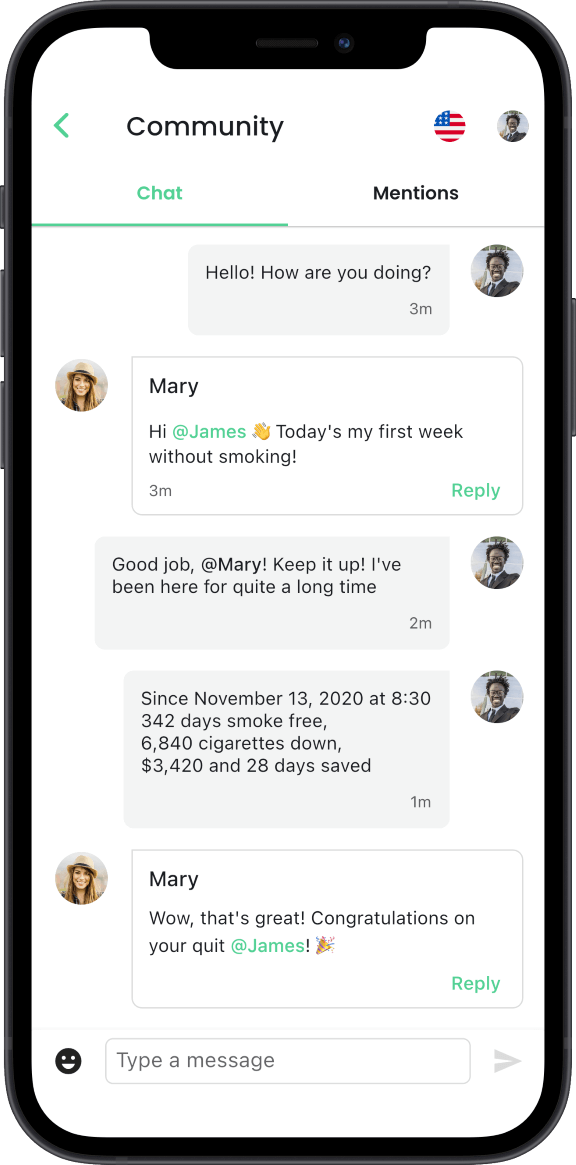 Community
Chat
Mentions
Hello! How are you doing?
3m
Mary
Hi @James 👋 Today's my first week
without smoking!
3m
Reply
Good job, @Mary! Keep it up! I've
been here for quite a long time
2m
Since November 13, 2020 at 8:30
342 days smoke free,
6,840 cigarettes down,
$3,420 and 28 days saved
1m
Mary
Wow, that's great! Congratulations on
your quit @James! 🎉
Reply
Type a message